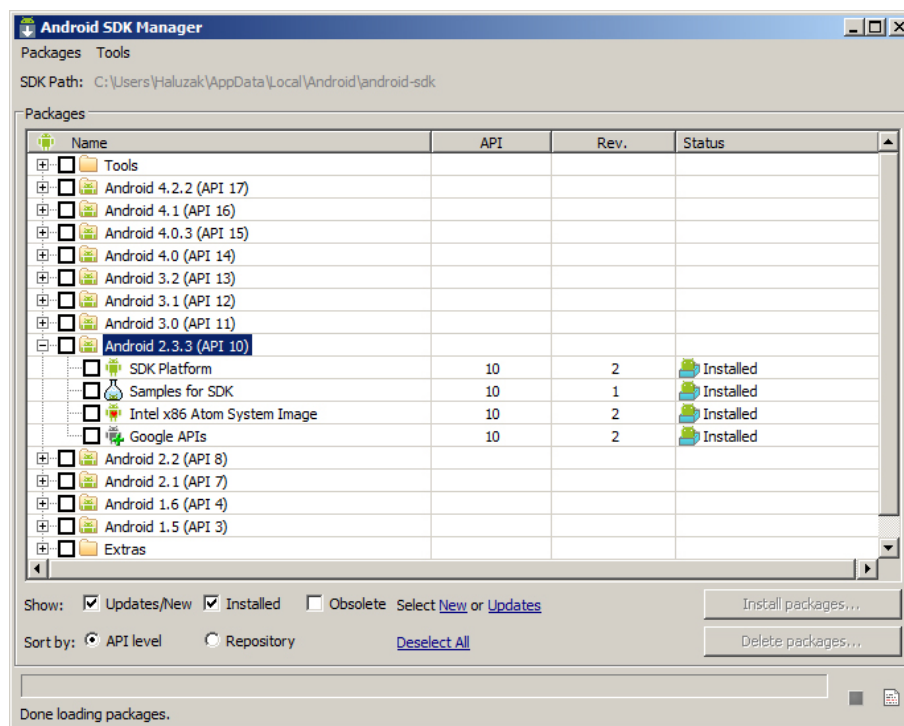 Android SDK Manager
Packages Tools
SDK Path: C:\Users\Haluzak\AppData\Local\Android\android-sdk
Packages
Name API Rev. Status
Tools
Android 4.2.2 (API 17)
Android 4.1 (API 16)
Android 4.0.3 (API 15)
Android 4.0 (API 14)
Android 3.2 (API 13)
Android 3.1 (API 12)
Android 3.0 (API 11)
Android 2.3.3 (API 10)
SDK Platform 10 2 Installed
Samples for SDK 10 1 Installed
Intel x86 Atom System Image 10 2 Installed
Google APIs 10 2 Installed
Android 2.2 (API 8)
Android 2.1 (API 7)
Android 1.6 (API 4)
Android 1.5 (API 3)
Extras
Show: Updates/New Installed Obsolete Select New or Updates Install packages...
Sort by: API level Repository Deselect All Delete packages...
Done loading packages.